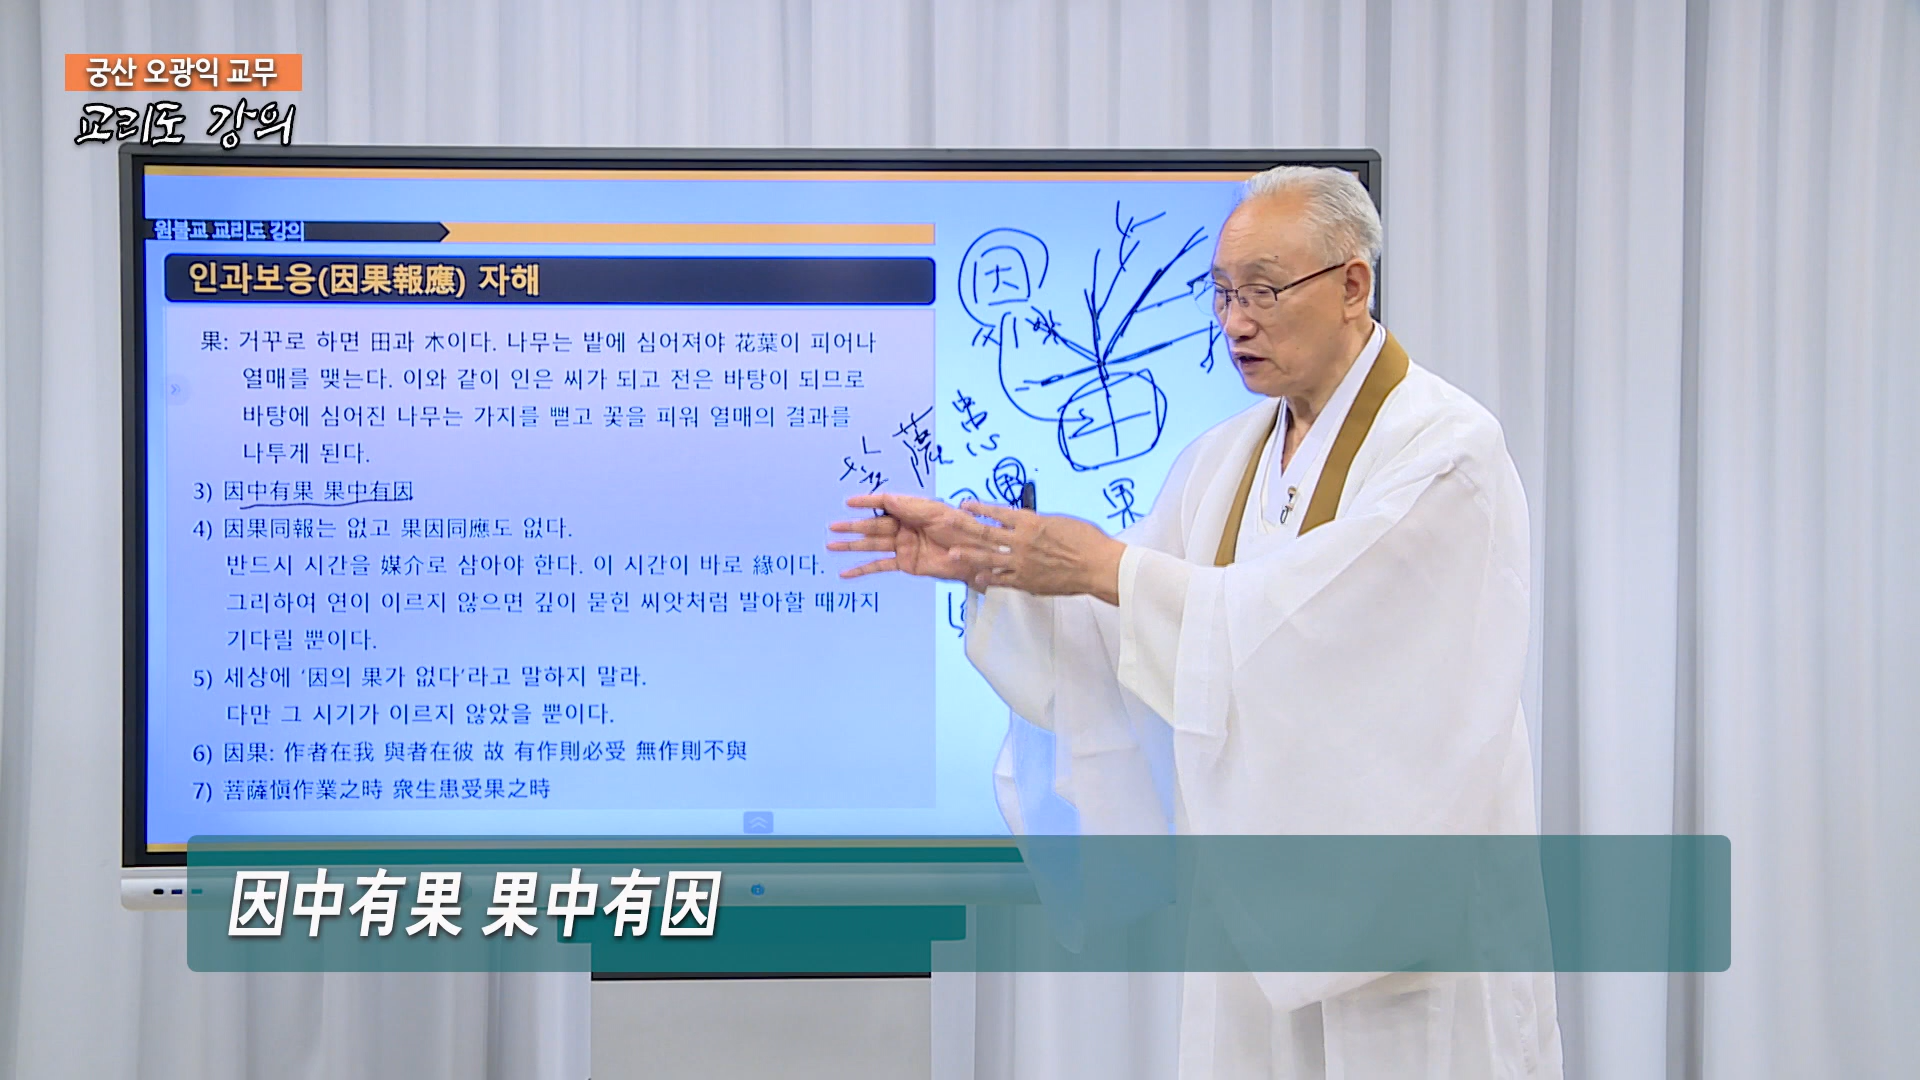 궁산 오광익 교무
교리도 강의
원불교 교리도 강의
인과보응(因果報應) 자해
果: 거꾸로 하면 田과 木이다. 나무는 밭에 심어져야 花葉이 피어나
열매를 맺는다. 이와 같이 인은 씨가 되고 전은 바탕이 되므로
바탕에 심어진 나무는 가지를 뻗고 꽃을 피워 열매의 결과를
나투게 된다.
3) 因中有果 果中有因
4) 因果同報는 없고 果因同應도 없다.
반드시 시간을 媒介로 삼아야 한다. 이 시간이 바로 緣이다.
그리하여 연이 이르지 않으면 깊이 묻힌 씨앗처럼 발아할 때까지
기다릴 뿐이다.
5) 세상에 '因의 果가 없다'라고 말하지 말라.
다만 그 시기가 이르지 않았을 뿐이다.
6) 因果: 作者在我 與者在彼 故 有作則必受 無作則不與
7) 菩薩愼作業之時 衆生患受果之時
因
果
因中有果 果中有因